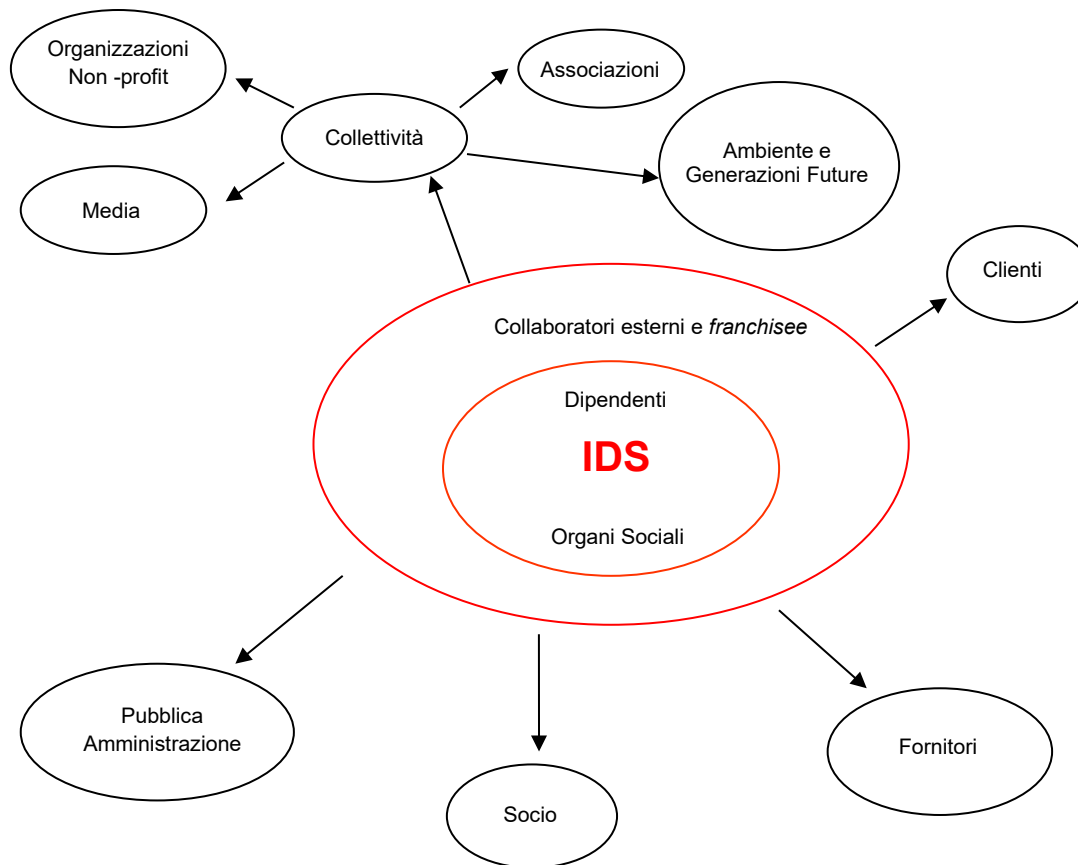 Organizzazioni
Non -profit
Associazioni
Collettività
Ambiente e
Generazioni Future
Media
Clienti
Collaboratori esterni e franchisee
Dipendenti
IDS
Organi Sociali
Pubblica
Amministrazione
Fornitori
Socio